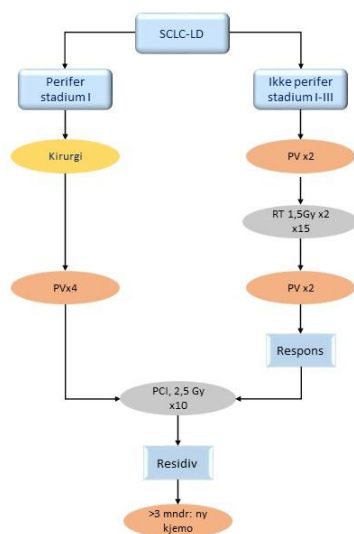 SCLC-LD
Perifer
stadium I
Ikke perifer
stadium I-III
Kirurgi
PV x2
RT 1,5Gy x2
x15
PVx4
PV x2
Respons
PCI, 2,5 Gy
x10
Residiv
>3 mndr: ny
kjemo